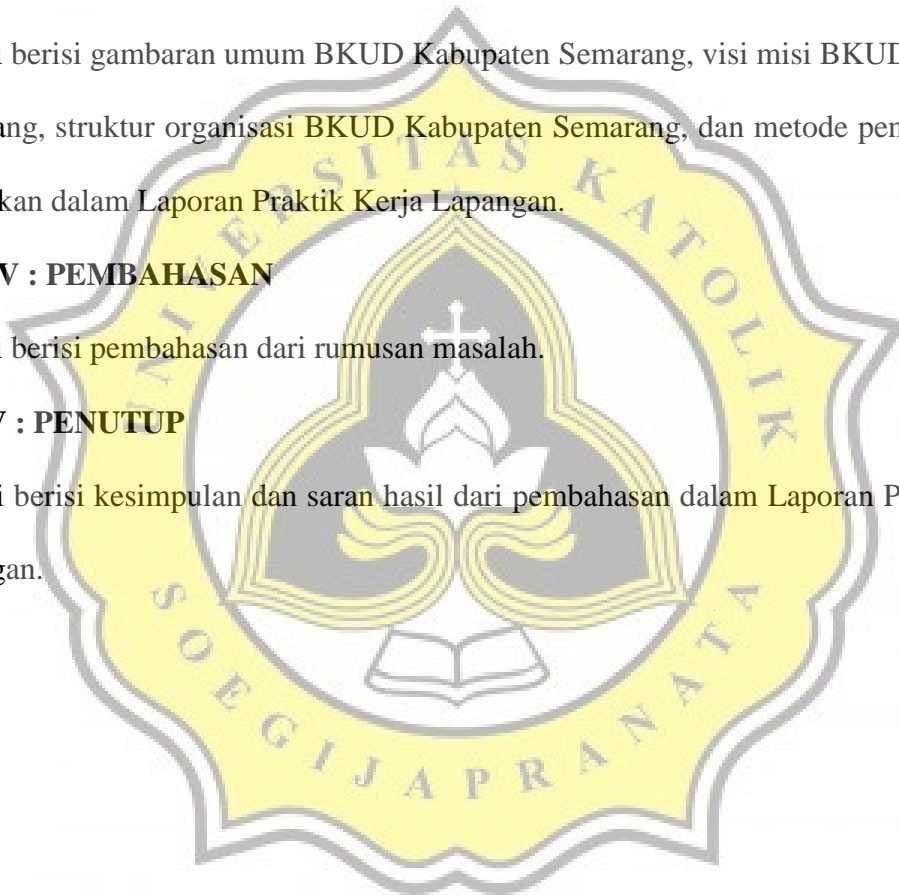 i berisi gambaran umum BKUD Kabupaten Semarang, visi misi BKUD
ang, struktur organisasi BKUD Kabupaten Semarang, dan metode pen
kan dalam Laporan Praktik Kerja Lapangan.
V : PEMBAHASAN
i berisi pembahasan dari rumusan masalah.
: PENUTUP
i berisi kesimpulan dan saran hasil dari pembahasan dalam Laporan P
gan.
UNIVERSITAS KATOLIK
SOEGIJAPRANATA